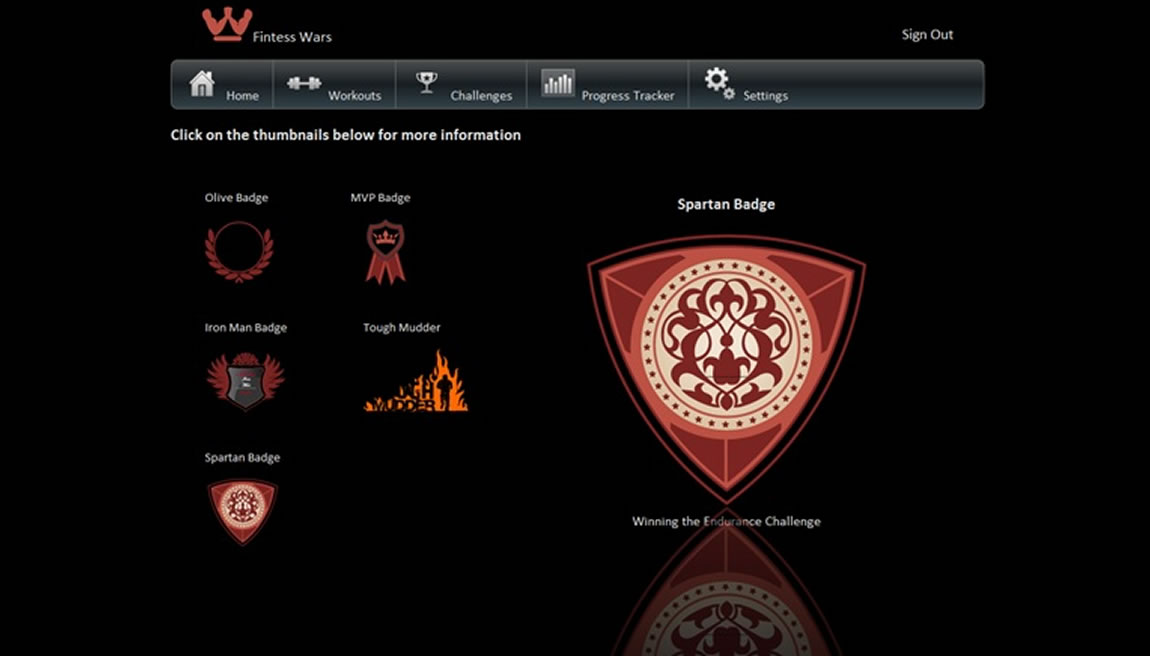 Fintess Wars
Sign Out
Home
Workouts
Challenges
Progress Tracker
Settings
Click on the thumbnails below for more information
Olive Badge
MVP Badge
Spartan Badge
Iron Man Badge
Tough Mudder
MUDDER
Spartan Badge
Winning the Endurance Challenge